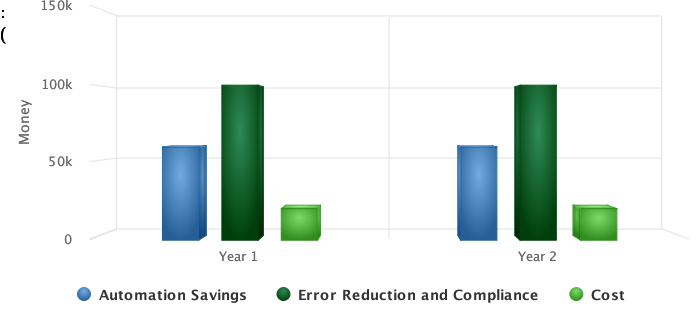 :
(
150k
100k
50k
0
Money
Year 1
Year 2
Automation Savings
Error Reduction and Compliance
Cost